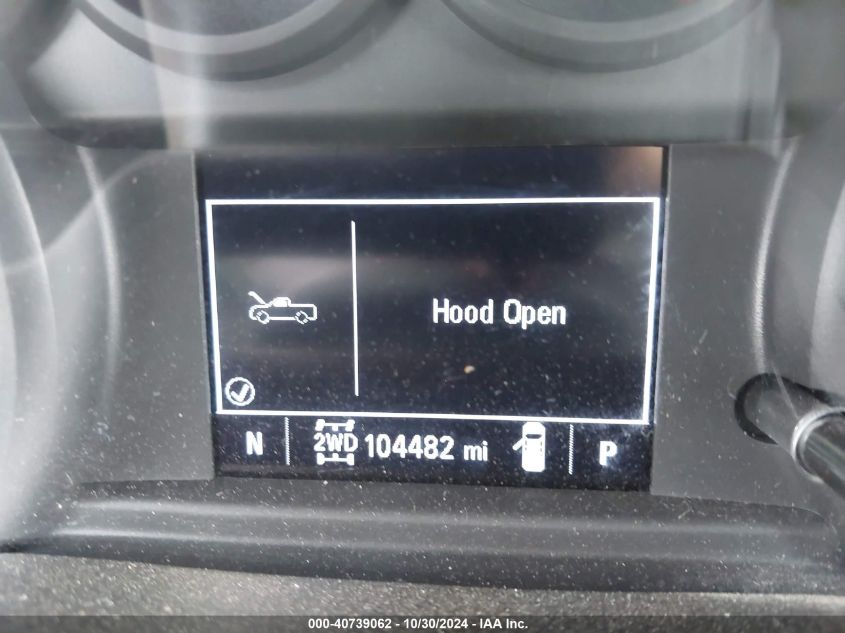 Hood Open
N 2WD 104482 mi P
000-40739062 - 10/30/2024 - IAA Inc.